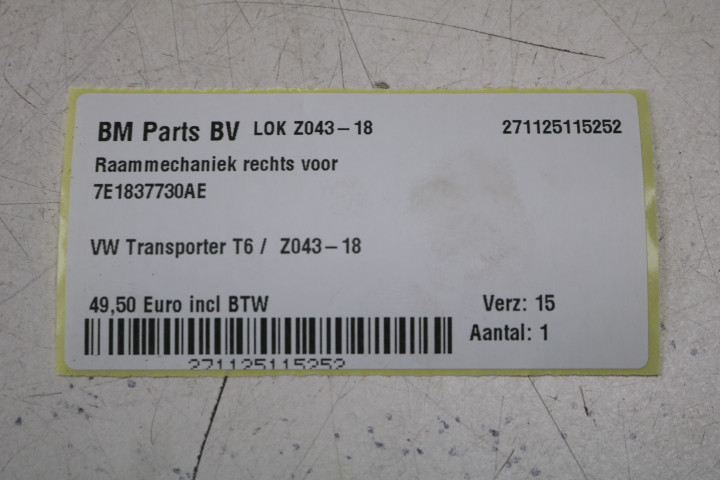 BM Parts BV LOK Z043-18 271125115252
Raammechaniek rechts voor
7E1837730AE
VW Transporter T6 / Z043-18
49,50 Euro incl BTW Verz: 15
Aantal: 1
271125115252